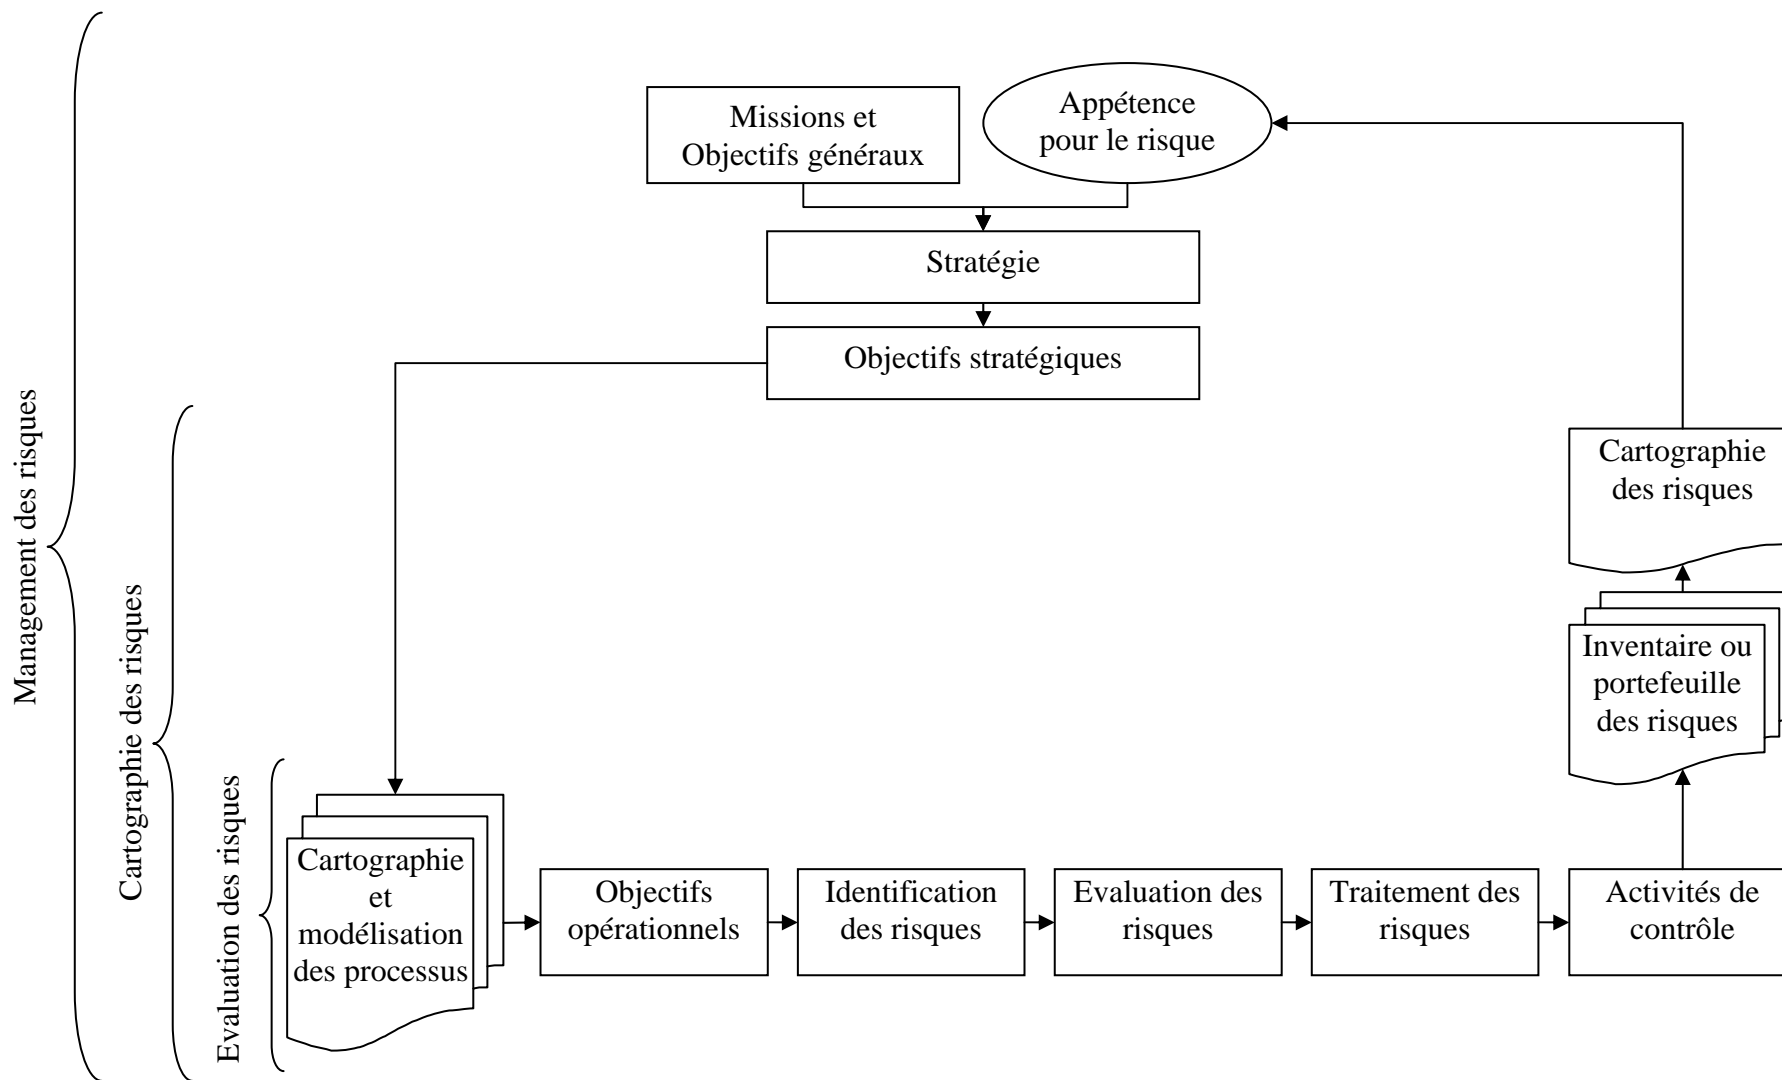 Missions et
Objectifs généraux
Appétence
pour le risque
Stratégie
Objectifs stratégiques
Management des risques
Cartographie des risques
Evaluation des risques
Cartographie
des risques
Inventaire ou
portefeuille
des risques
Cartographie
et
modélisation
des processus
Objectifs
opérationnels
Identification
des risques
Evaluation des
risques
Traitement des
risques
Activités de
contrôle